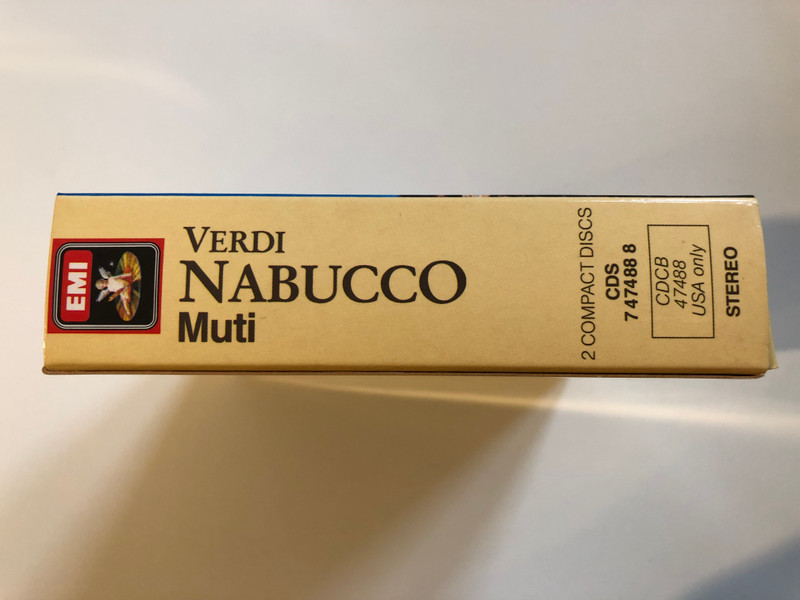 EMI
VERDI
NABUCCO
Muti
2 COMPACT DISCS
CDS
7 47488 8
CDCB
47488
USA only
STEREO